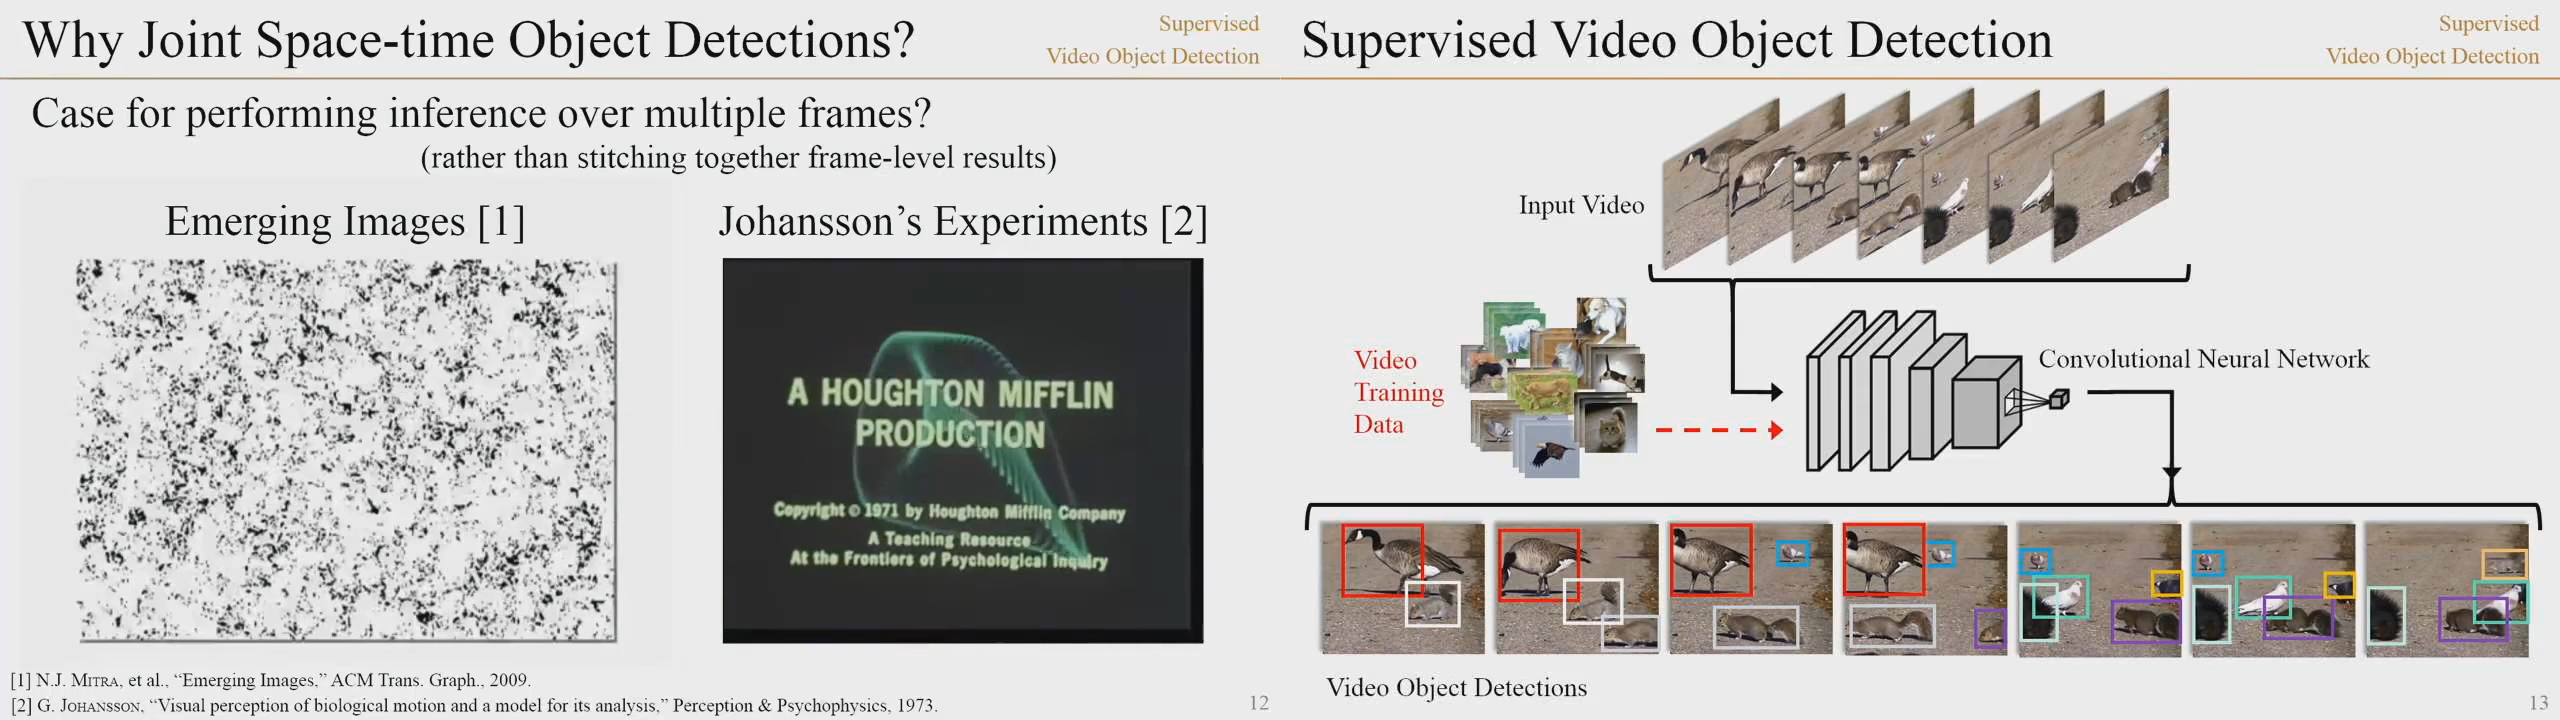 Why Joint Space-time Object Detections?
Supervised
Video Object Detection
Case for performing inference over multiple frames?
(rather than stitching together frame-level results)
Emerging Images [1]
Johansson’s Experiments [2]
A HOUGHTON MIFFLIN
PRODUCTION
Copyright © 1971 by Houghton Mifflin Company
A Teaching Resource
At the Frontiers of Psychological Inquiry
[1] N.J. MITRA, et al., “Emerging Images,” ACM Trans. Graph., 2009.
[2] G. JOHANSSON, “Visual perception of biological motion and a model for its analysis,” Perception & Psychophysics, 1973.
12
Supervised Video Object Detection
Supervised
Video Object Detection
Input Video
Video
Training
Data
Convolutional Neural Network
Video Object Detections
13